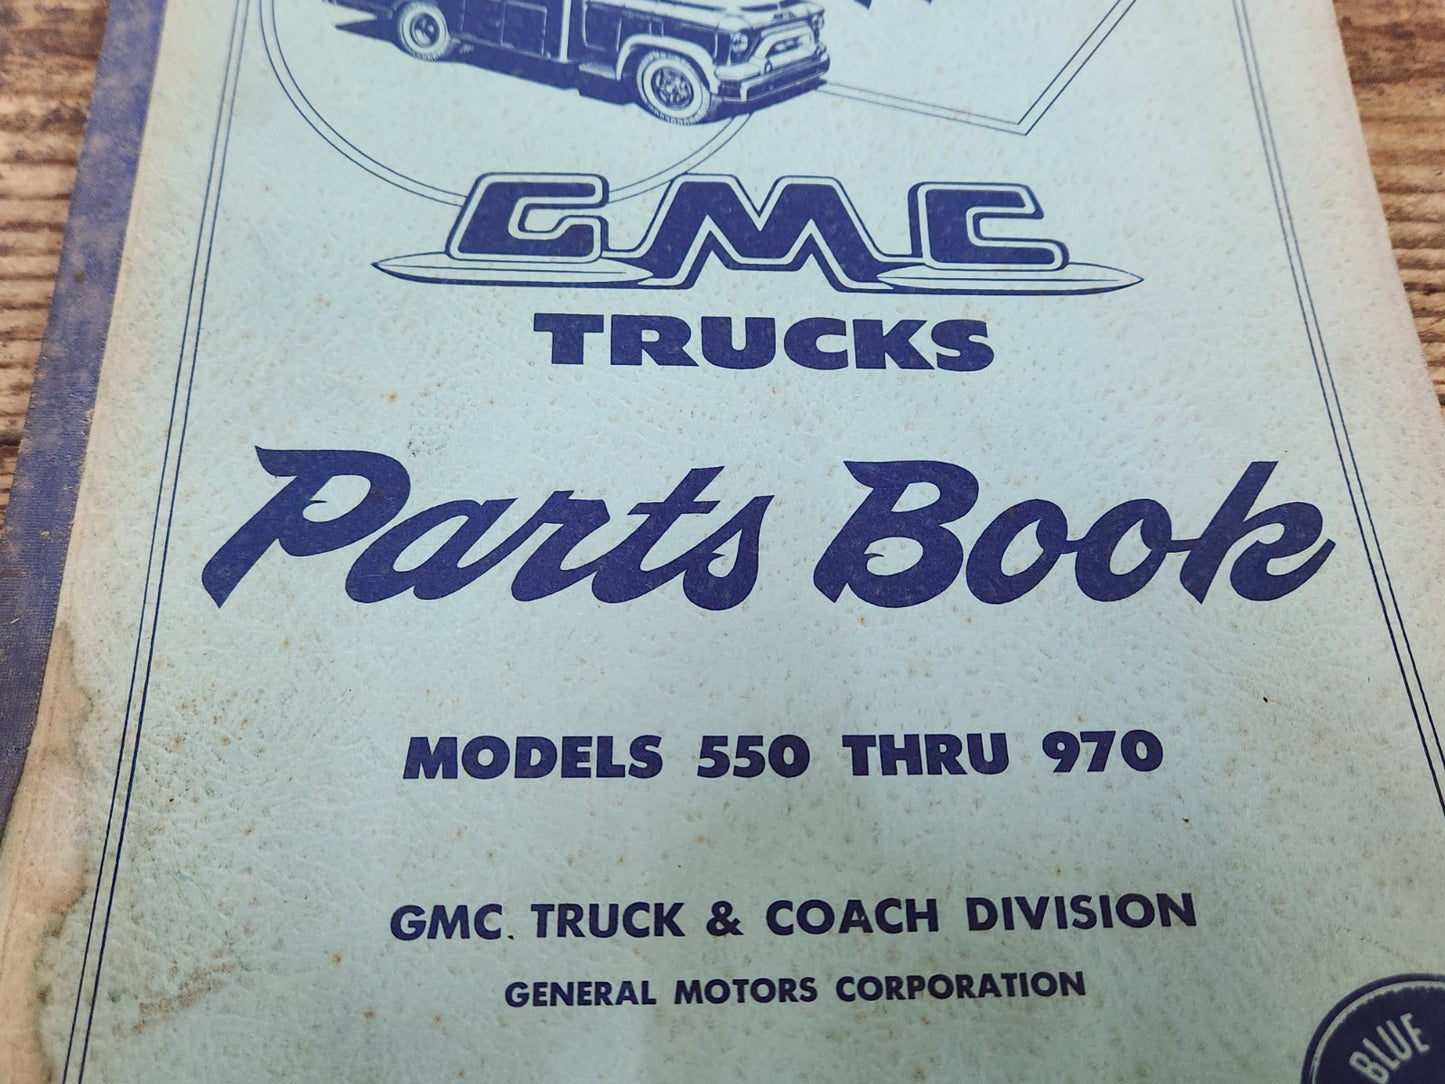 GMC
TRUCKS
Parts Book
MODELS 550 THRU 970
GMC TRUCK & COACH DIVISION
GENERAL MOTORS CORPORATION
BLUE